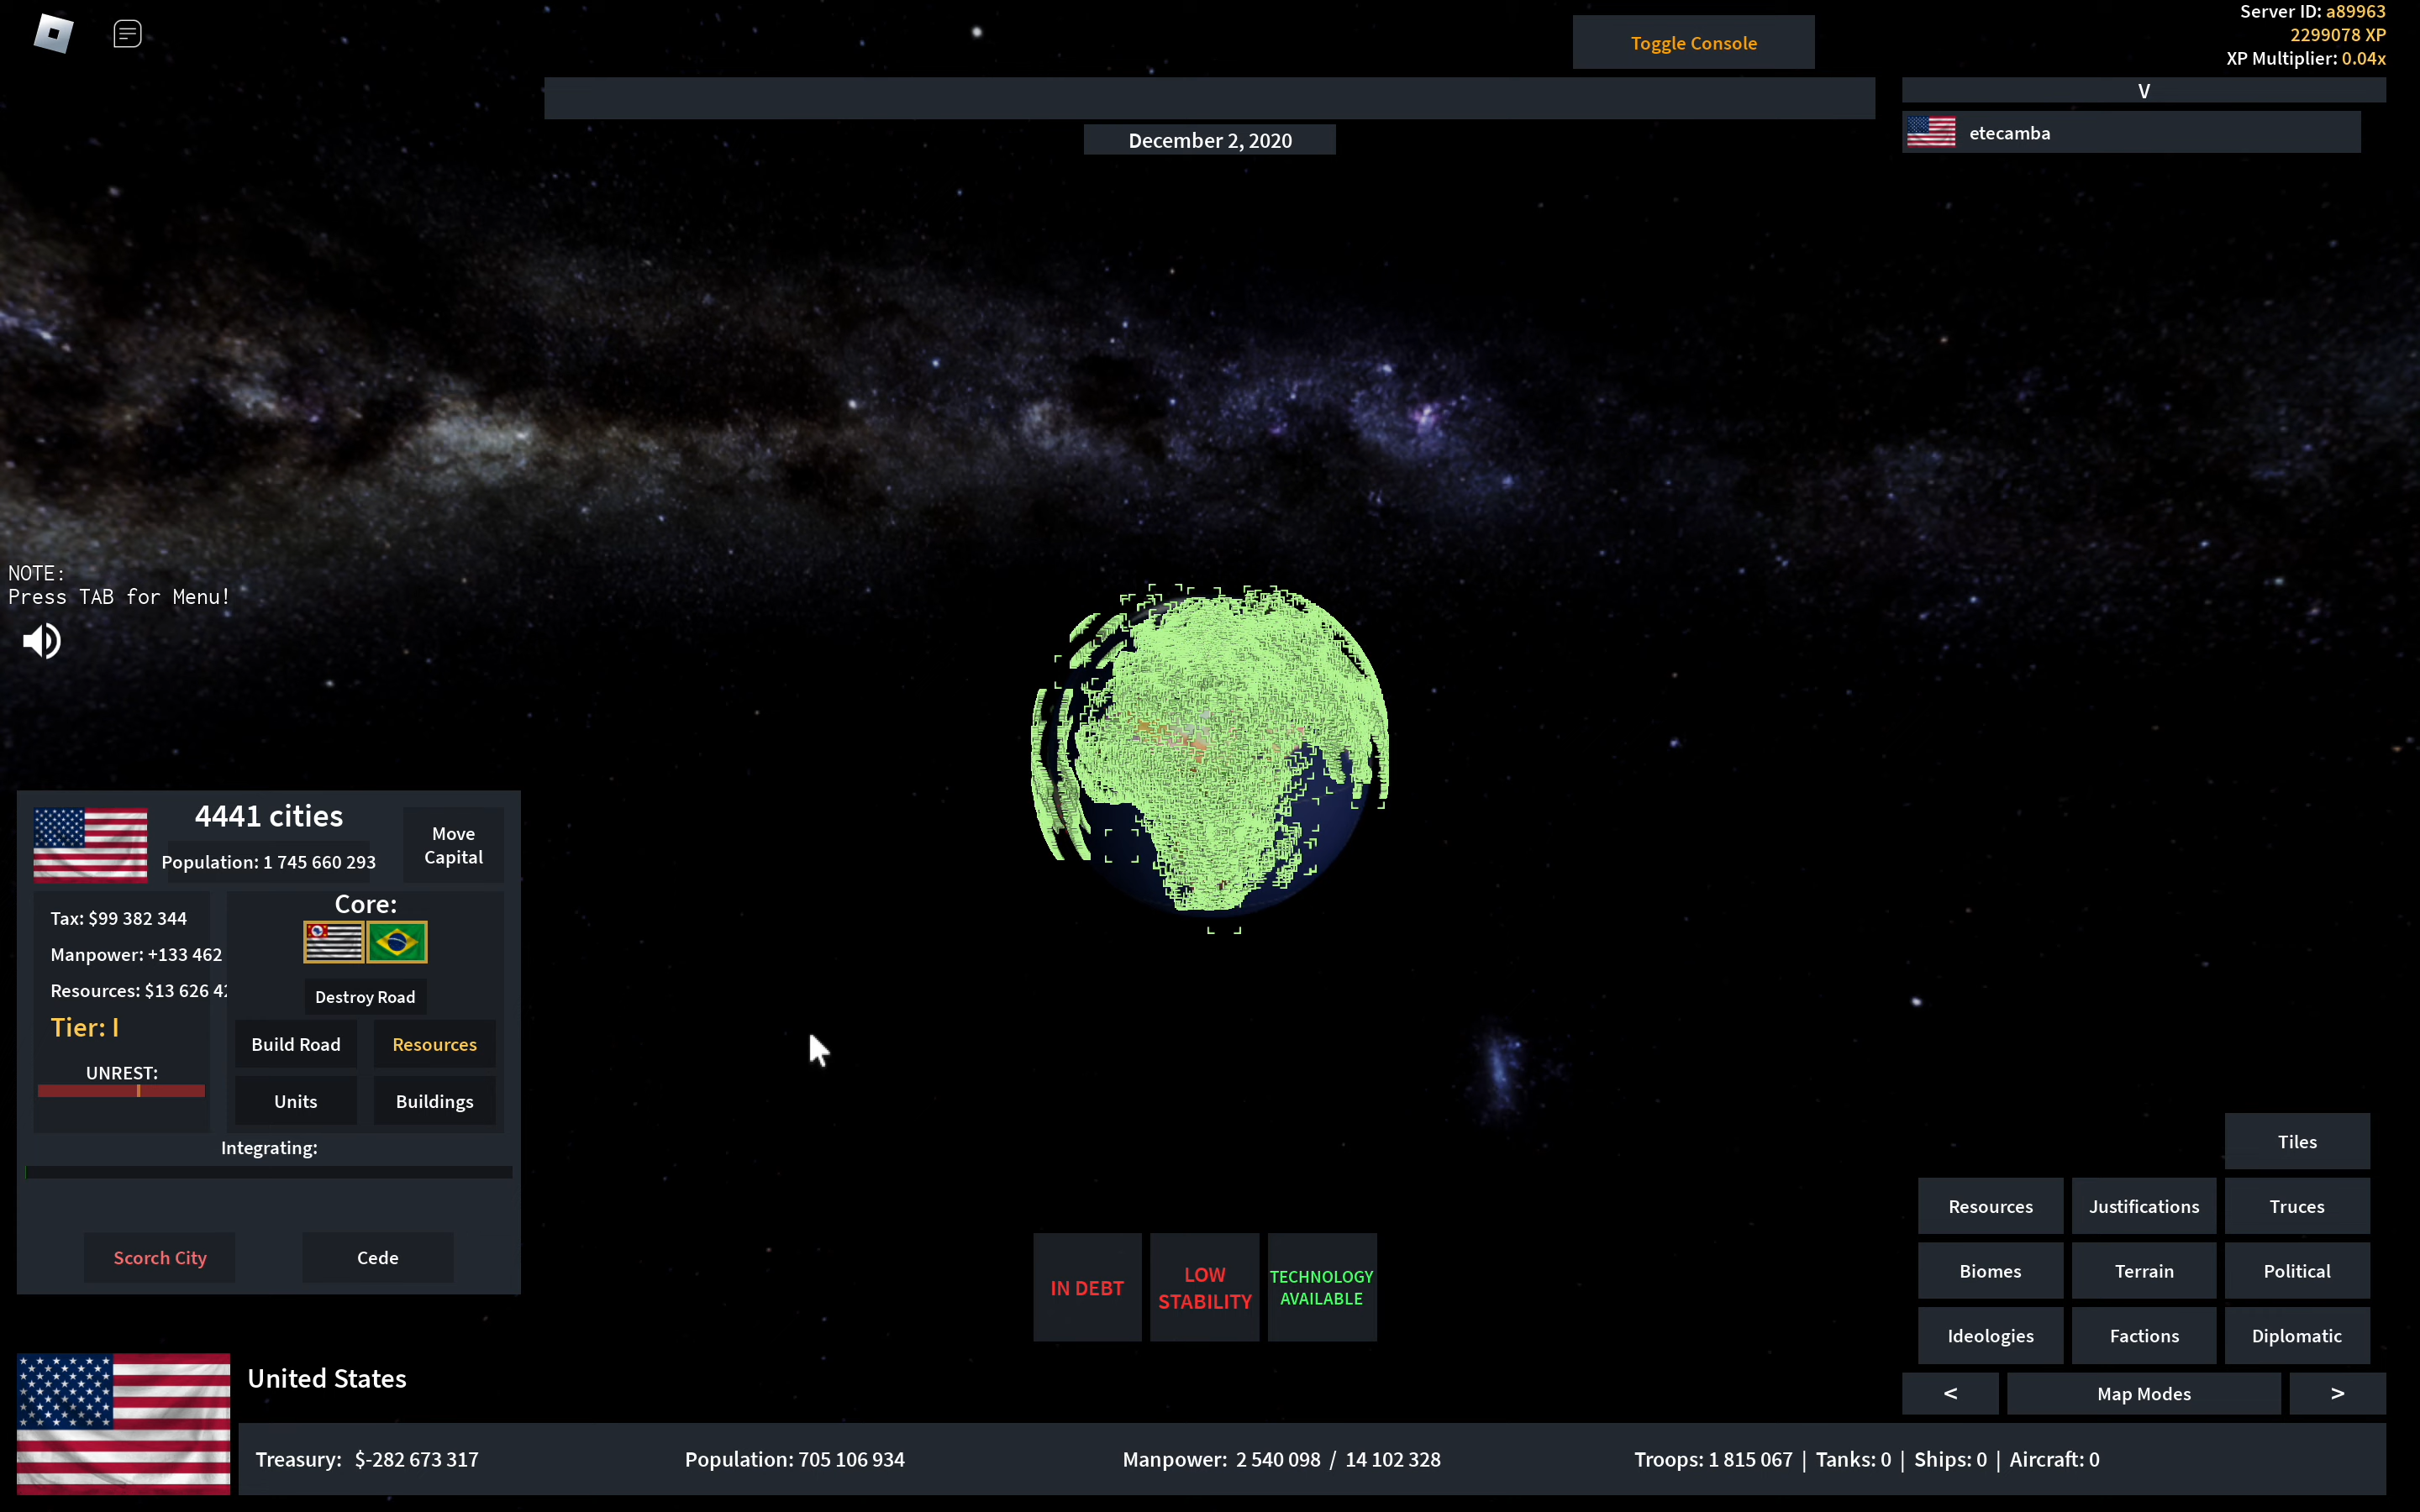 Toggle Console
Server ID: a89963
2299078 XP
XP Multiplier: 0.04x
V
December 2, 2020
etecamba
NOTE:
Press TAB for Menu!
4441 cities
Population: 1 745 660 293
Move
Capital
Tax: $99 382 344
Manpower: +133 462
Resources: $13 626 42
Tier: I
UNREST:
Core:
Destroy Road
Build Road
Resources
Units
Buildings
Integrating:
Scorch City
Cede
IN DEBT
LOW
STABILITY
TECHNOLOGY
AVAILABLE
Tiles
Resources
Justifications
Truces
Biomes
Terrain
Political
Ideologies
Factions
Diplomatic
<
Map Modes
>
United States
Treasury: $-282 673 317
Population: 705 106 934
Manpower: 2 540 098 / 14 102 328
Troops: 1 815 067 | Tanks: 0 | Ships: 0 | Aircraft: 0